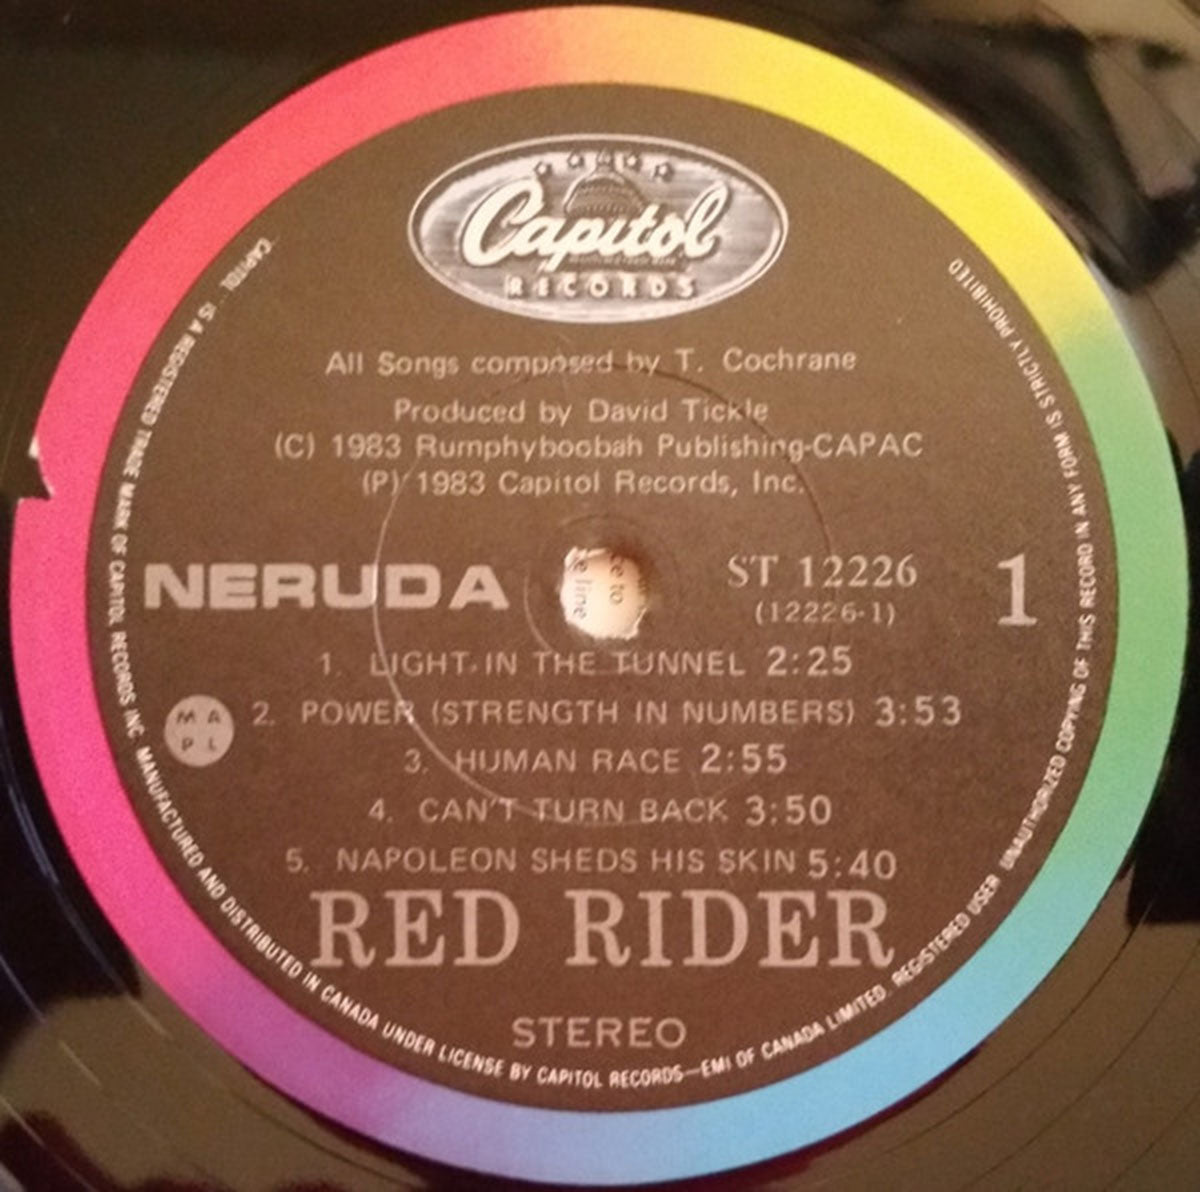 Capitol
RECORDS
All Songs composed by T. Cochrane
Produced by David Tickle
(C) 1983 Rumphyboobah Publishing-CAPAC
(P) 1983 Capitol Records, Inc.
NERUDA
ST 12226
(12226-1)
1
1. LIGHT IN THE TUNNEL 2:25
2. POWER (STRENGTH IN NUMBERS) 3:53
3. HUMAN RACE 2:55
4. CAN'T TURN BACK 3:50
5. NAPOLEON SHEDS HIS SKIN 5:40
M A
P L
RED RIDER
STEREO
"CAPITOL" IS A REGISTERED TRADE MARK OF CAPITOL RECORDS INC. MANUFACTURED AND DISTRIBUTED IN CANADA UNDER LICENSE BY CAPITOL RECORDS—EMI OF CANADA LIMITED. REGISTERED USER UNAUTHORIZED COPYING OF THIS RECORD IN ANY FORM IS STRICTLY PROHIBITED
to
line